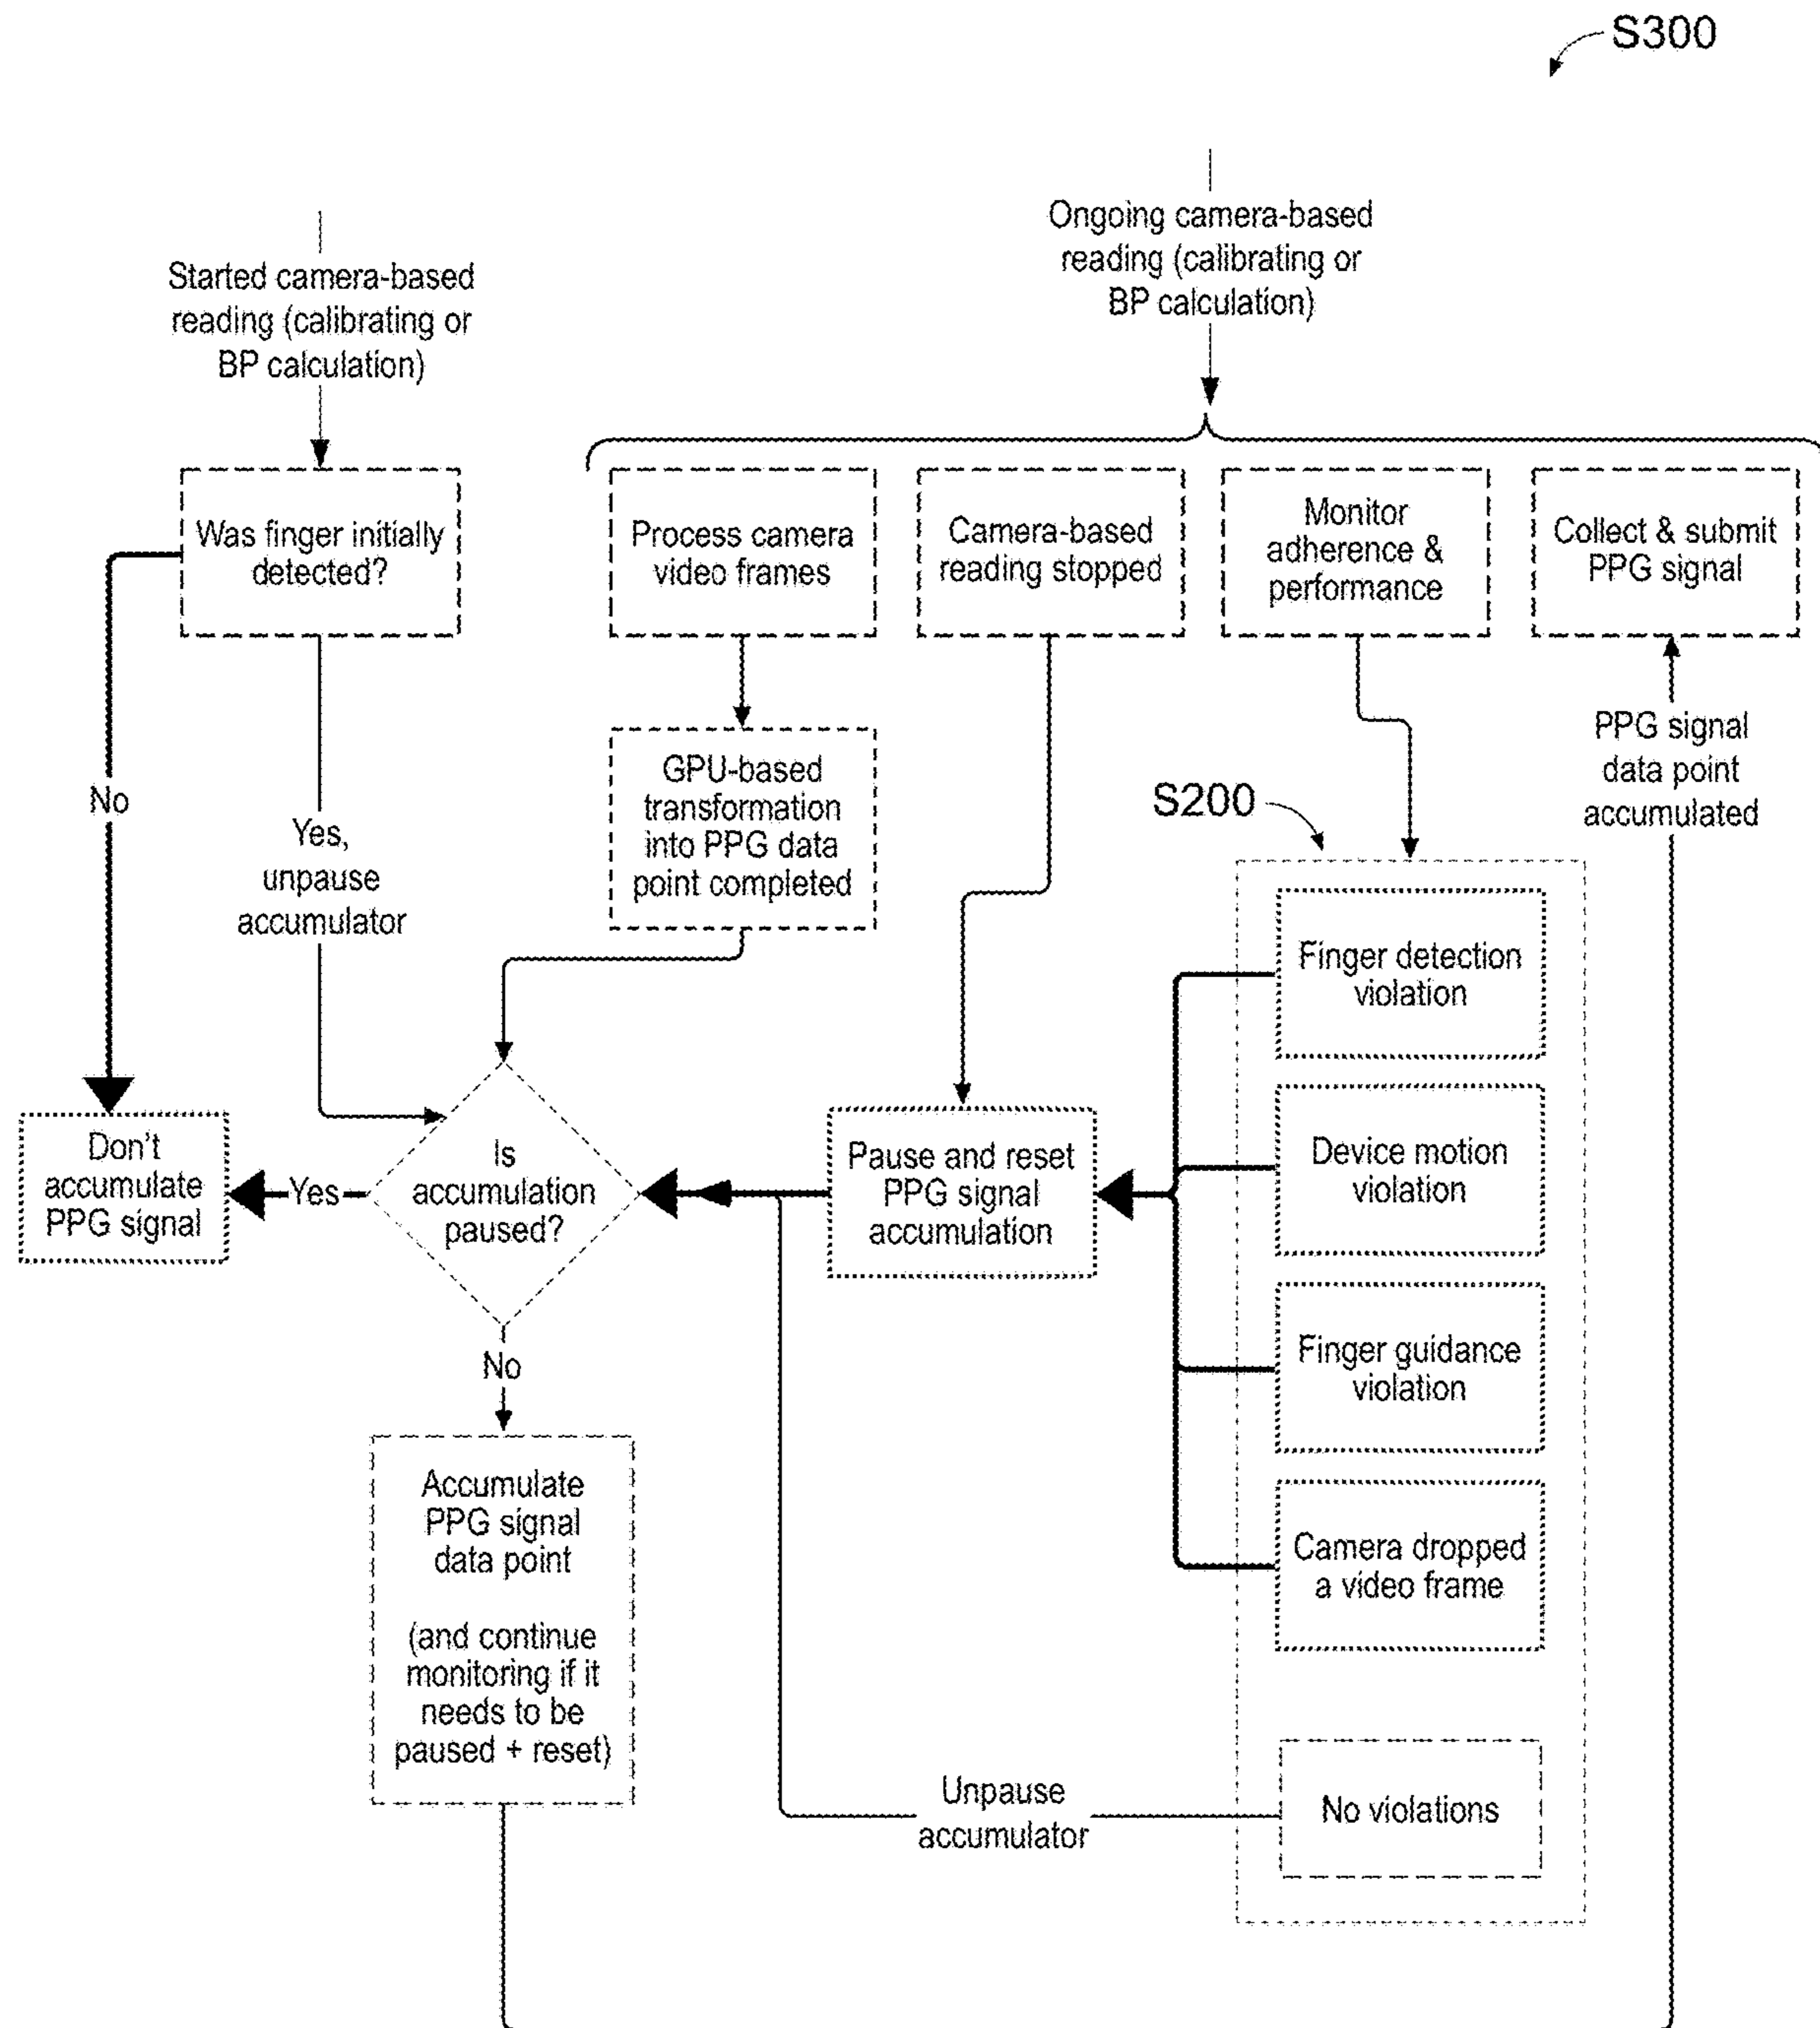 S300
Started camera-based
reading (calibrating or
BP calculation)
Ongoing camera-based
reading (calibrating or
BP calculation)
Was finger initially
detected?
Process camera
video frames
Camera-based
reading stopped
Monitor
adherence &
performance
Collect & submit
PPG signal
No
Yes,
unpause
accumulator
GPU-based
transformation
into PPG data
point completed
S200
PPG signal
data point
accumulated
Finger detection
violation
Device motion
violation
Finger guidance
violation
Camera dropped
a video frame
No violations
Don't
accumulate
PPG signal
Yes
Is
accumulation
paused?
Pause and reset
PPG signal
accumulation
No
Accumulate
PPG signal
data point
(and continue
monitoring if it
needs to be
paused + reset)
Unpause
accumulator